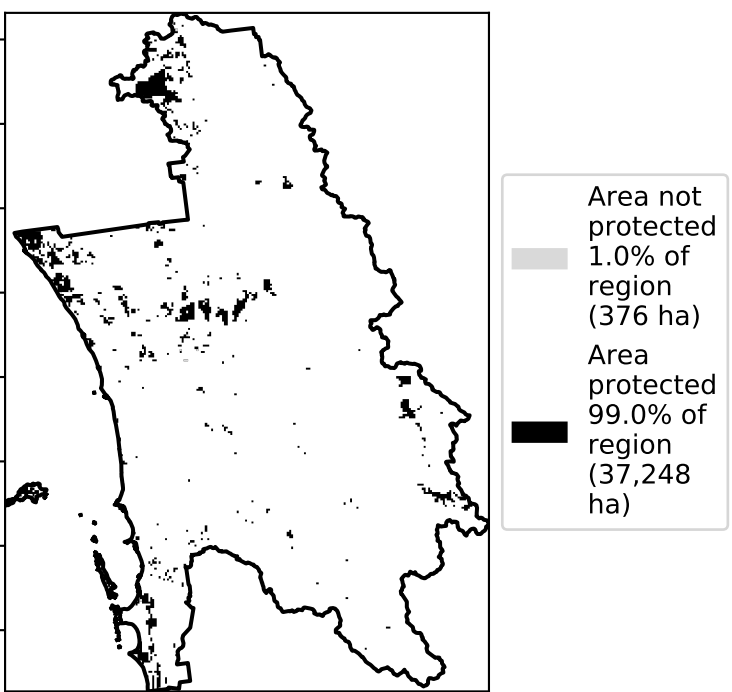 Area not
protected
1.0% of
region
(376 ha)
Area
protected
99.0% of
region
(37,248
ha)